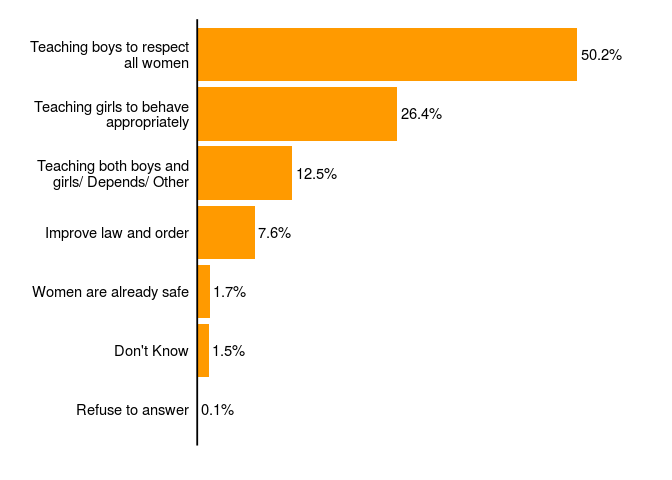 Teaching boys to respect
all women
50.2%
Teaching girls to behave
appropriately
26.4%
Teaching both boys and
girls/ Depends/ Other
12.5%
Improve law and order
7.6%
Women are already safe
1.7%
Don't Know
1.5%
Refuse to answer
0.1%